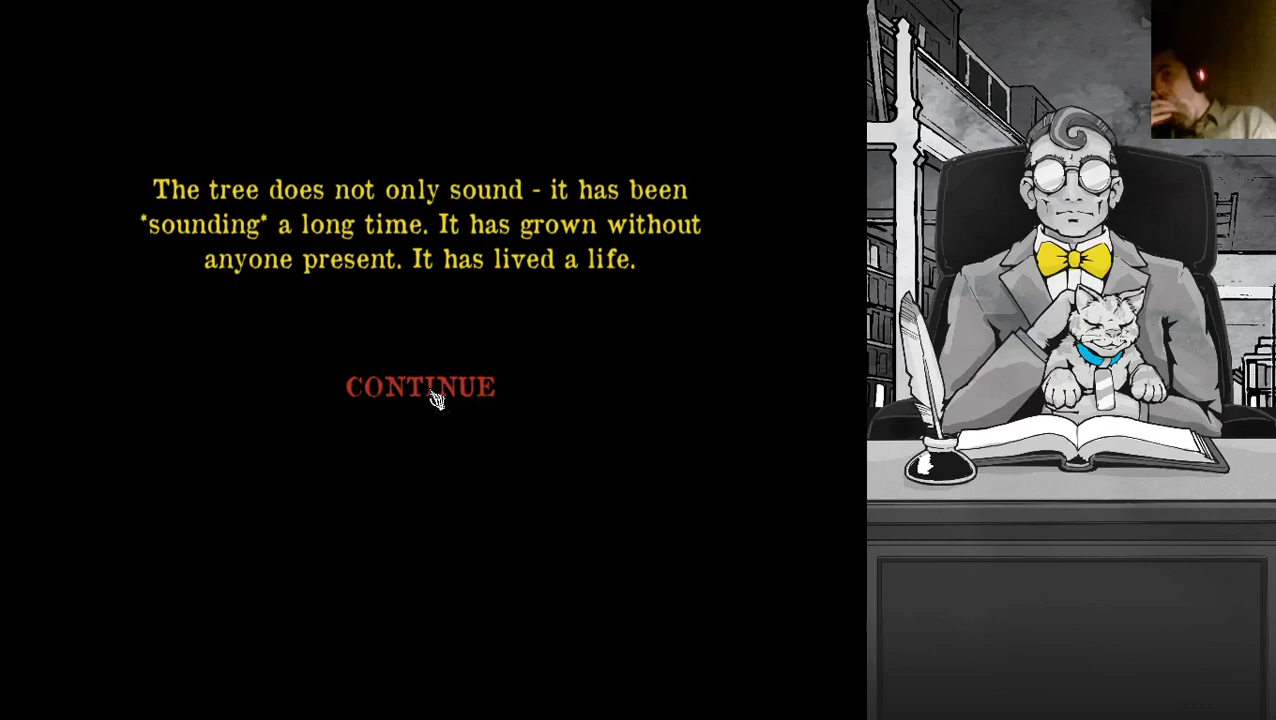 The tree does not only sound - it has been
*sounding* a long time. It has grown without
anyone present. It has lived a life.
CONTINUE